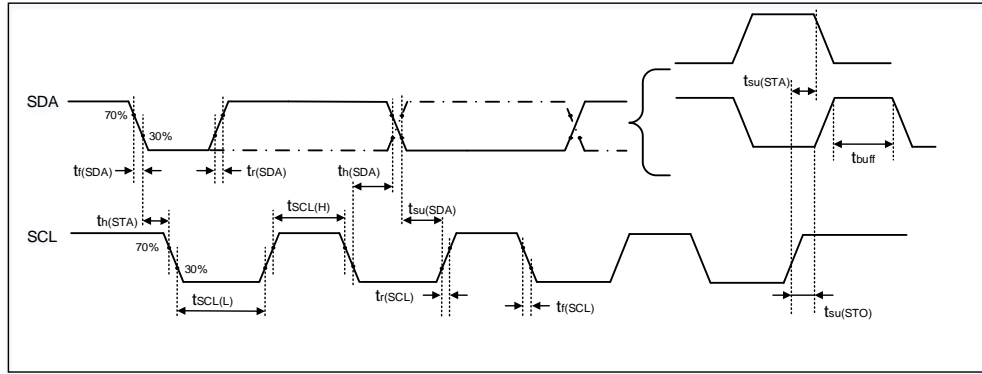 tsu(STA)
SDA
70%
30%
tbuff
tf(SDA)
tr(SDA)
th(SDA)
th(STA)
tSCL(H)
tsu(SDA)
SCL
70%
30%
tSCL(L)
tr(SCL)
tf(SCL)
tsu(STO)